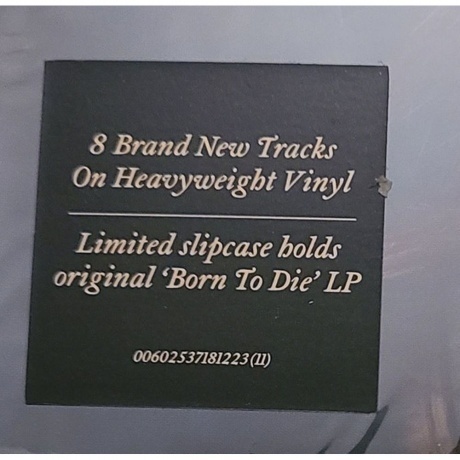 8 Brand New Tracks
On Heavyweight Vinyl
Limited slipcase holds
original ‘Born To Die’ LP
00602537181223(11)